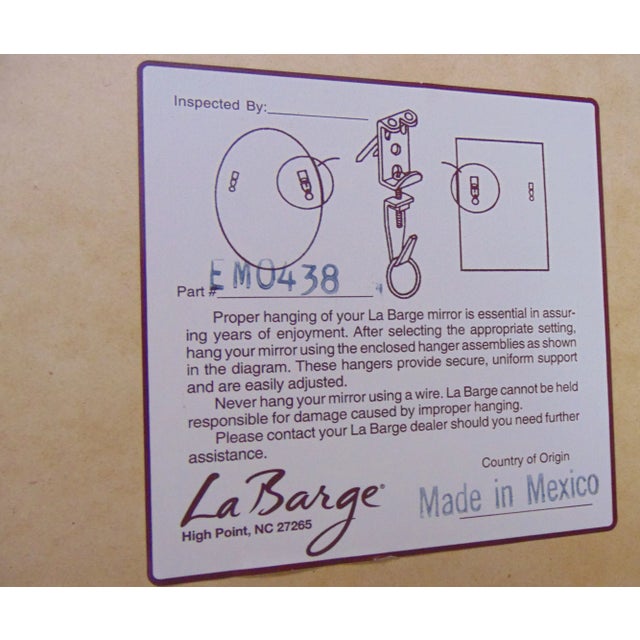 Inspected By:
EM0438
Part #
Proper hanging of your La Barge mirror is essential in assur-
ing years of enjoyment. After selecting the appropriate setting,
hang your mirror using the enclosed hanger assemblies as shown
in the diagram. These hangers provide secure, uniform support
and are easily adjusted.
Never hang your mirror using a wire. La Barge cannot be held
responsible for damage caused by improper hanging.
Please contact your La Barge dealer should you need further
assistance.
Country of Origin
La Barge®
Made in Mexico
High Point, NC 27265